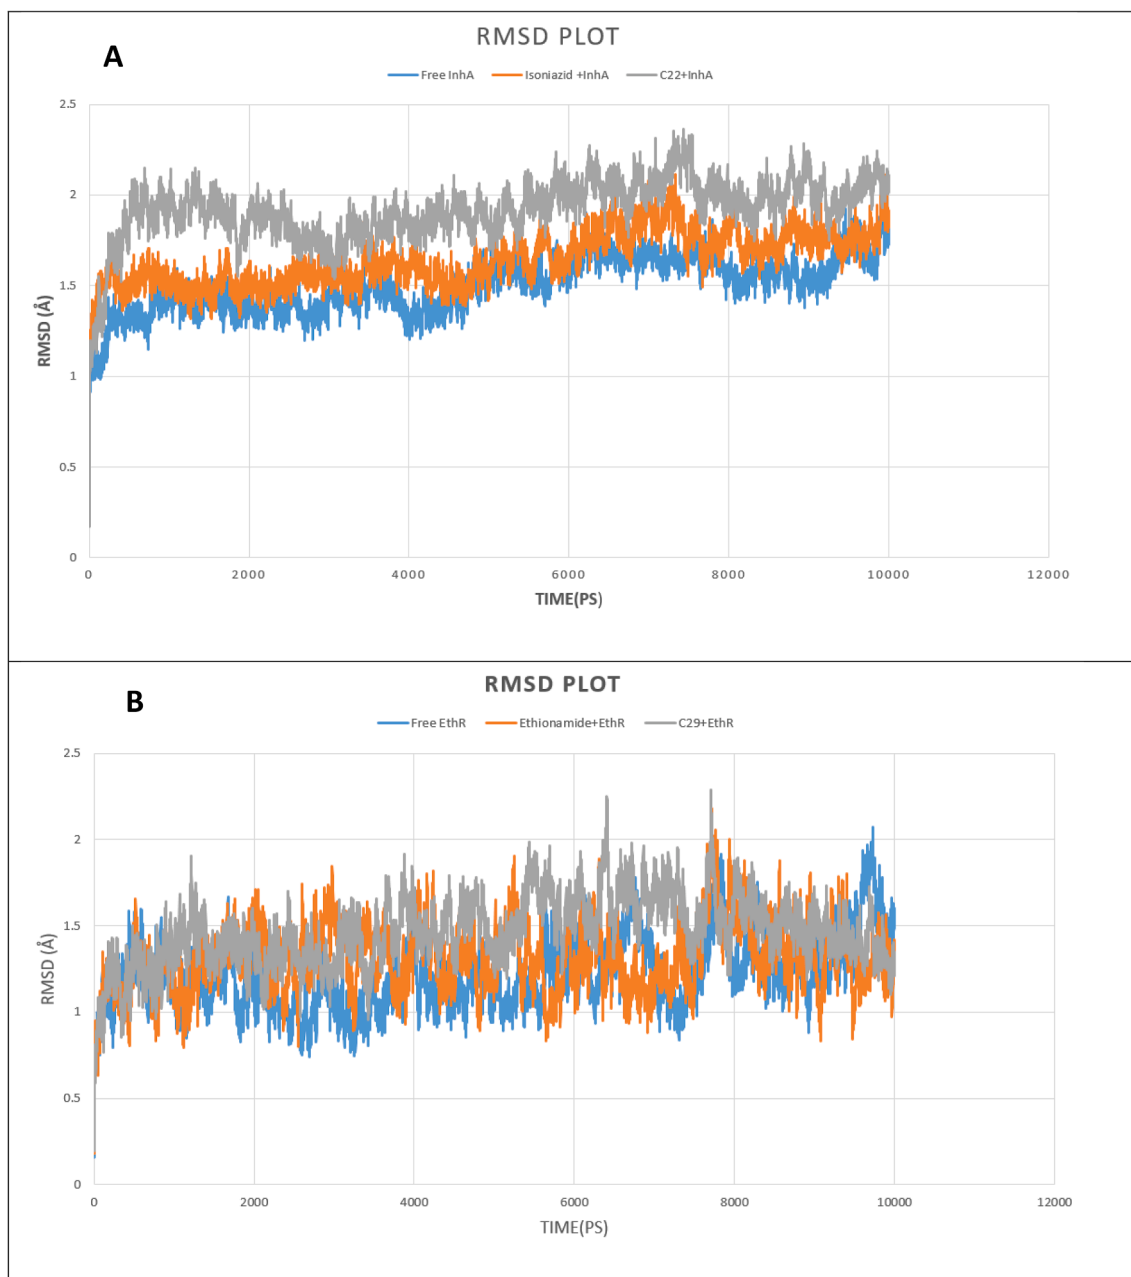 A
RMSD PLOT
Free InhA Isoniazid +InhA C22+InhA
2.5
2
1.5
1
0.5
0
RMSD (Å)
0 2000 4000 6000 8000 10000 12000
TIME(PS)
B
RMSD PLOT
Free EthR Ethionamide+EthR C29+EthR
2.5
2
1.5
1
0.5
0
RMSD (Å)
0 2000 4000 6000 8000 10000 12000
TIME(PS)